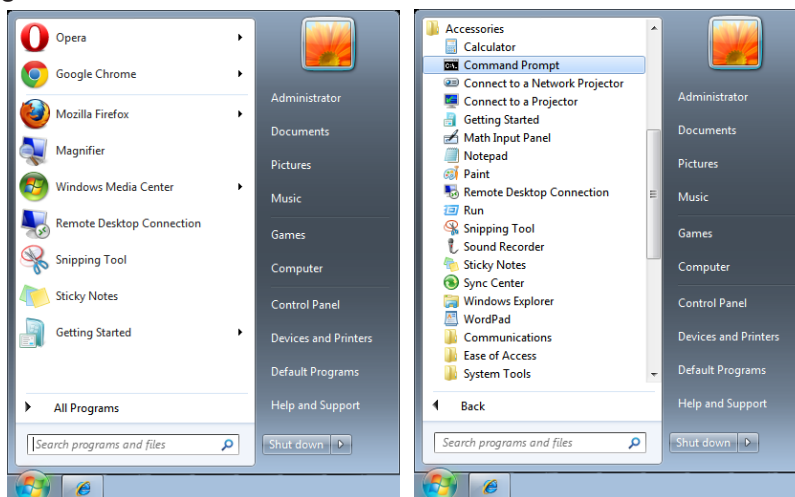 Opera
Google Chrome
Mozilla Firefox
Magnifier
Windows Media Center
Remote Desktop Connection
Snipping Tool
Sticky Notes
Getting Started
All Programs
Search programs and files
Administrator
Documents
Pictures
Music
Games
Computer
Control Panel
Devices and Printers
Default Programs
Help and Support
Shut down
Accessories
Calculator
Command Prompt
Connect to a Network Projector
Connect to a Projector
Getting Started
Math Input Panel
Notepad
Paint
Remote Desktop Connection
Run
Snipping Tool
Sound Recorder
Sticky Notes
Sync Center
Windows Explorer
WordPad
Communications
Ease of Access
System Tools
Back
Search programs and files
Administrator
Documents
Pictures
Music
Games
Computer
Control Panel
Devices and Printers
Default Programs
Help and Support
Shut down